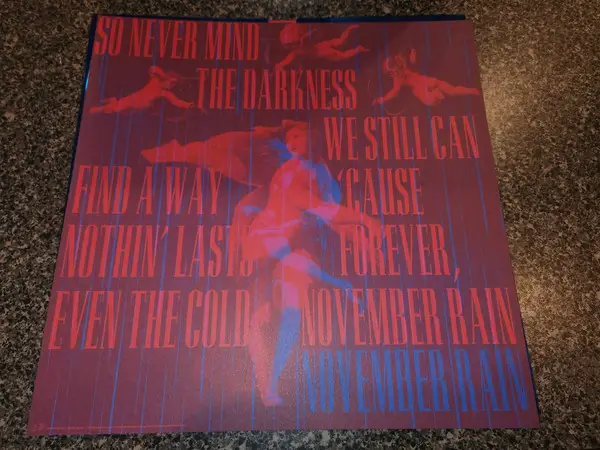 SO NEVER MIND
THE DARKNESS
WE STILL CAN
FIND A WAY 'CAUSE
NOTHIN' LASTS FOREVER,
EVEN THE COLD NOVEMBER RAIN
NOVEMBER RAIN